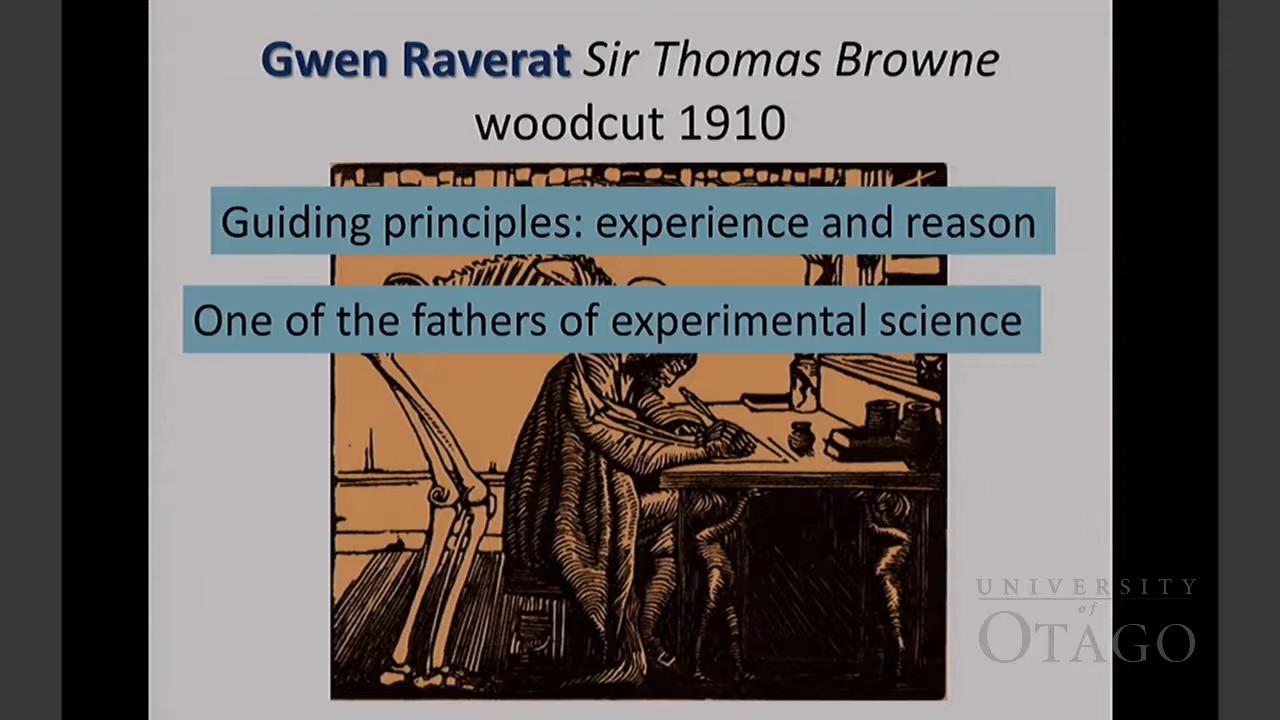 Gwen Raverat Sir Thomas Browne
woodcut 1910
Guiding principles: experience and reason
One of the fathers of experimental science
UNIVERSITY
of
OTAGO